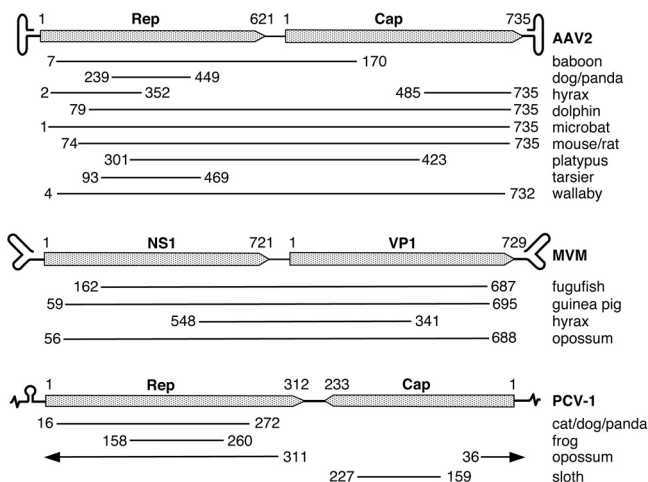 1 Rep 621 1 Cap 735
AAV2
7 170 baboon
239 449 dog/panda
2 352 485 735 hyrax
79 735 dolphin
1 735 microbat
74 735 mouse/rat
301 423 platypus
93 469 tarsier
4 732 wallaby
1 NS1 721 1 VP1 729
MVM
162 687 fugufish
59 695 guinea pig
548 341 hyrax
56 688 opossum
1 Rep 312 233 Cap 1
PCV-1
16 272 cat/dog/panda
158 260 frog
311 36 opossum
227 159 sloth